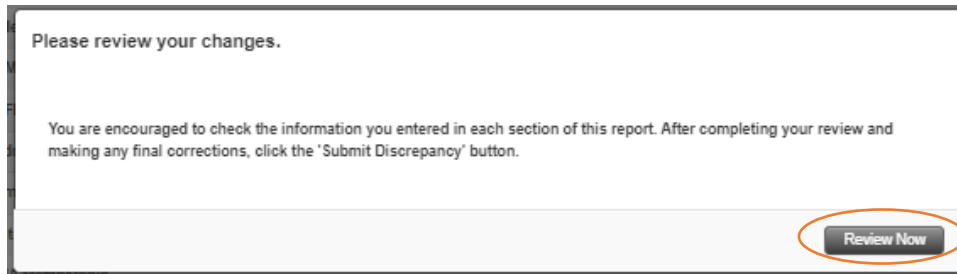 Please review your changes.
You are encouraged to check the information you entered in each section of this report. After completing your review and
making any final corrections, click the 'Submit Discrepancy' button.
Review Now